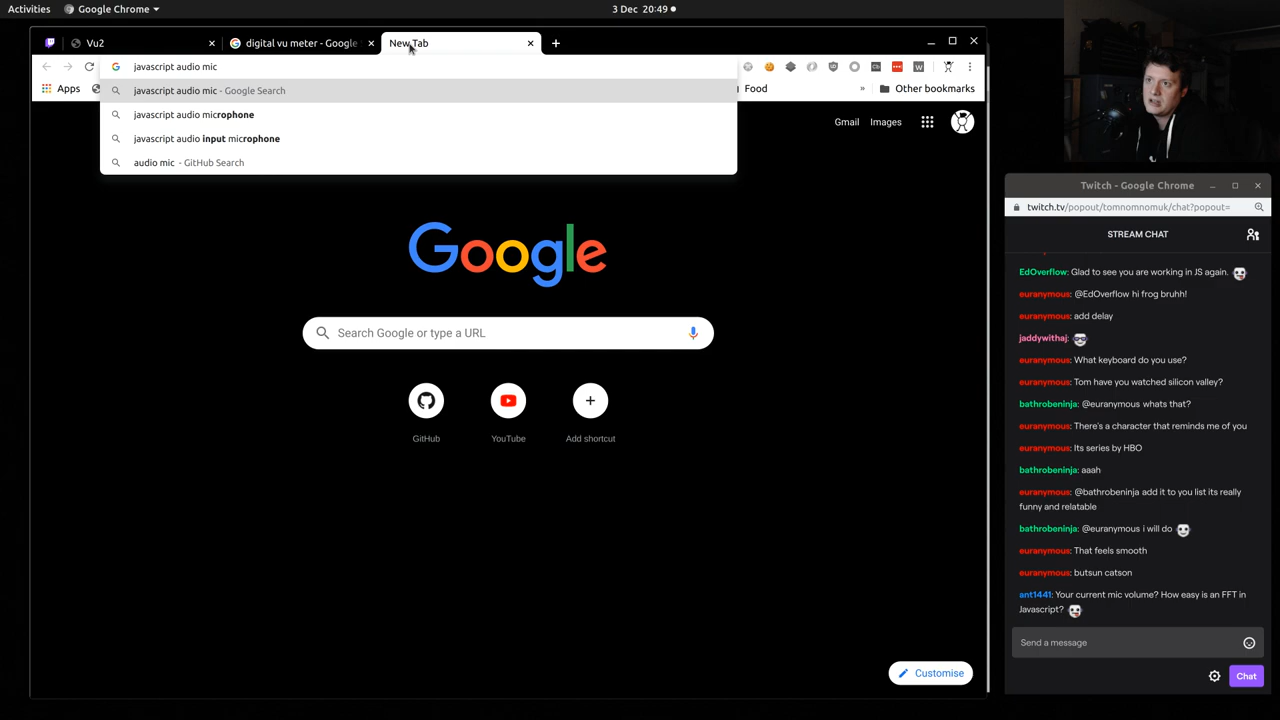 Activities
Google Chrome
3 Dec 20:49
Vu2
digital vu meter - Google
New Tab
javascript audio mic
Apps
Food
»
Other bookmarks
javascript audio mic - Google Search
javascript audio microphone
javascript audio input microphone
audio mic - GitHub Search
Gmail
Images
Google
Search Google or type a URL
GitHub
YouTube
Add shortcut
Customise
Twitch - Google Chrome
twitch.tv/popout/tomnomnomuk/chat?popout=
STREAM CHAT
EdOverflow: Glad to see you are working in JS again.
euranymous: @EdOverflow hi frog bruhh!
euranymous: add delay
jaddywithaj:
euranymous: What keyboard do you use?
euranymous: Tom have you watched silicon valley?
bathrobeninja: @euranymous whats that?
euranymous: There's a character that reminds me of you
euranymous: Its series by HBO
bathrobeninja: aaah
euranymous: @bathrobeninja add it to you list its really
funny and relatable
bathrobeninja: @euranymous i will do
euranymous: That feels smooth
euranymous: butsun catson
ant1441: Your current mic volume? How easy is an FFT in
Javascript?
Send a message
Chat